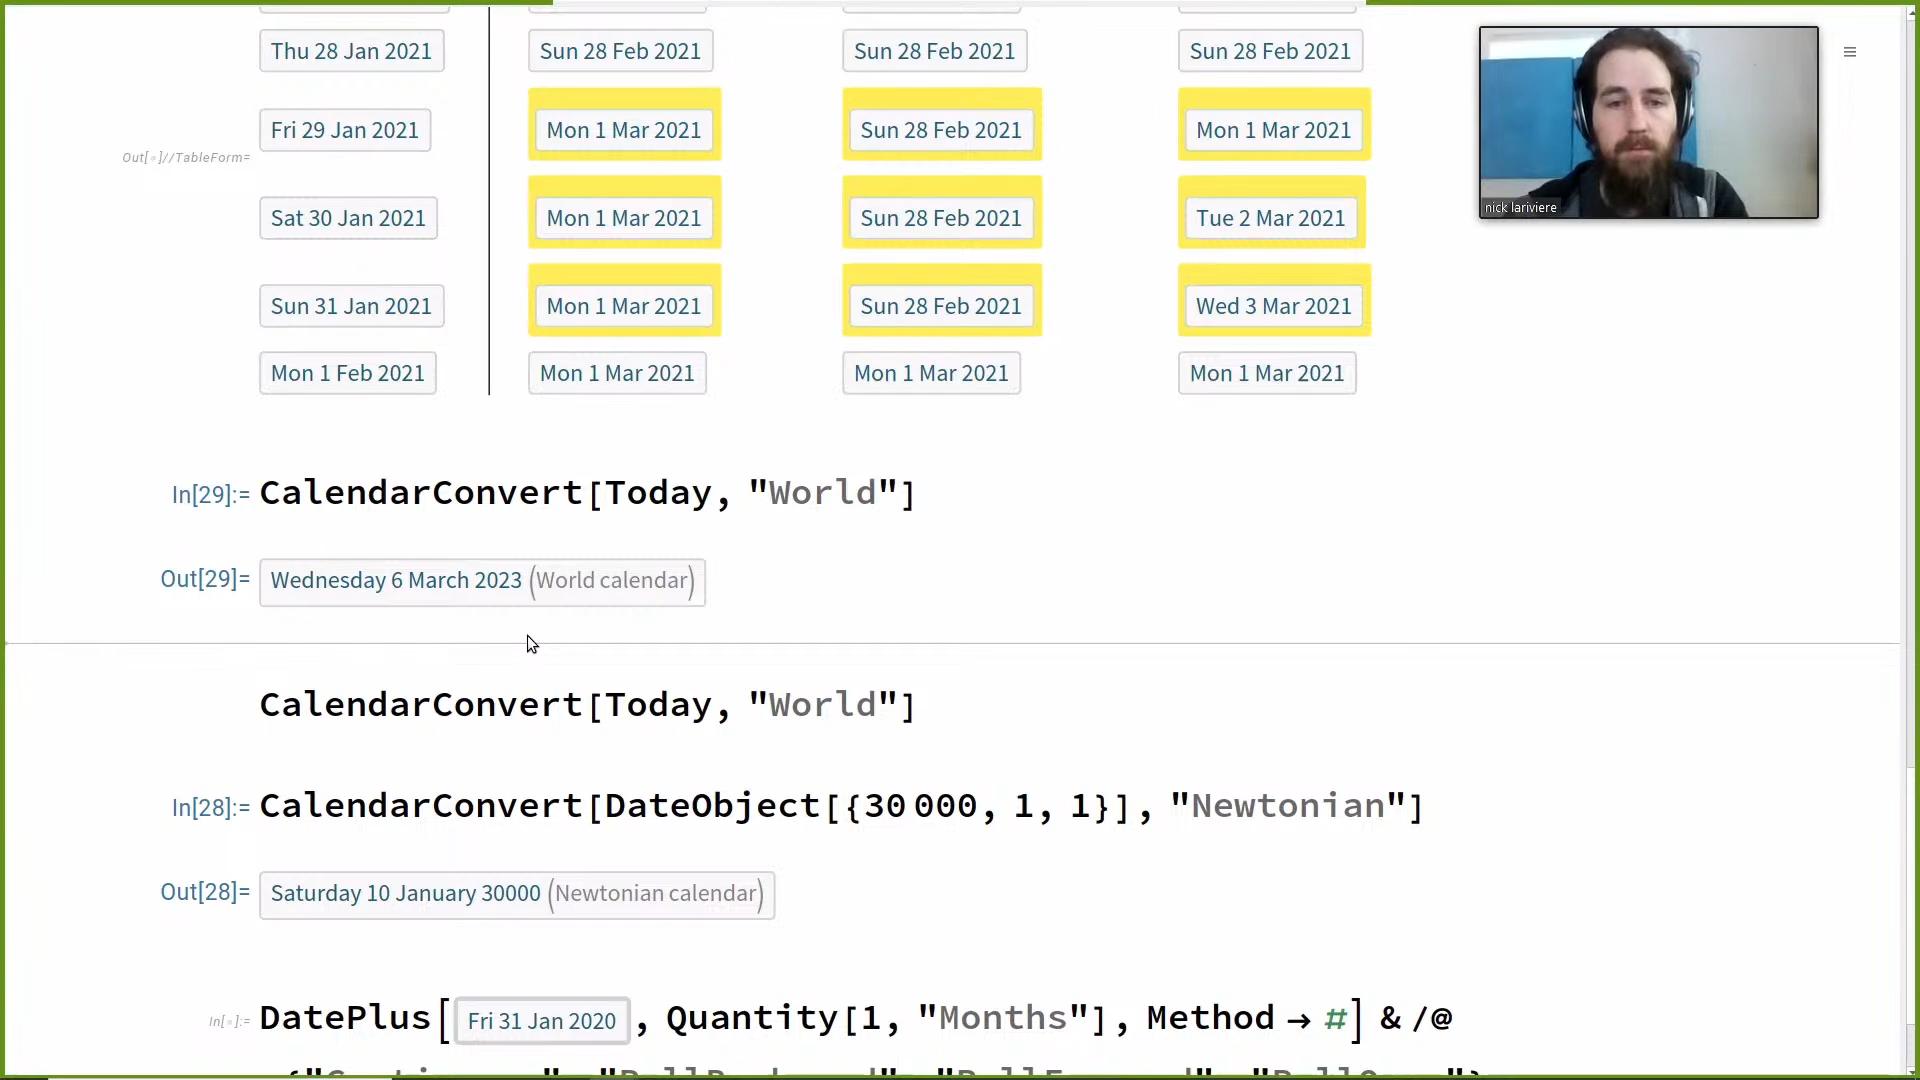 Thu 28 Jan 2021 Sun 28 Feb 2021 Sun 28 Feb 2021 Sun 28 Feb 2021
Fri 29 Jan 2021 Mon 1 Mar 2021 Sun 28 Feb 2021 Mon 1 Mar 2021
Out[∘]//TableForm=
nick lariviere
Sat 30 Jan 2021 Mon 1 Mar 2021 Sun 28 Feb 2021 Tue 2 Mar 2021
Sun 31 Jan 2021 Mon 1 Mar 2021 Sun 28 Feb 2021 Wed 3 Mar 2021
Mon 1 Feb 2021 Mon 1 Mar 2021 Mon 1 Mar 2021 Mon 1 Mar 2021
In[29]:= CalendarConvert[Today, "World"]
Out[29]= Wednesday 6 March 2023 (World calendar)
CalendarConvert[Today, "World"]
In[28]:= CalendarConvert[DateObject[{30 000, 1, 1}], "Newtonian"]
Out[28]= Saturday 10 January 30000 (Newtonian calendar)
In[∘]:= DatePlus[Fri 31 Jan 2020, Quantity[1, "Months"], Method → #] & /@